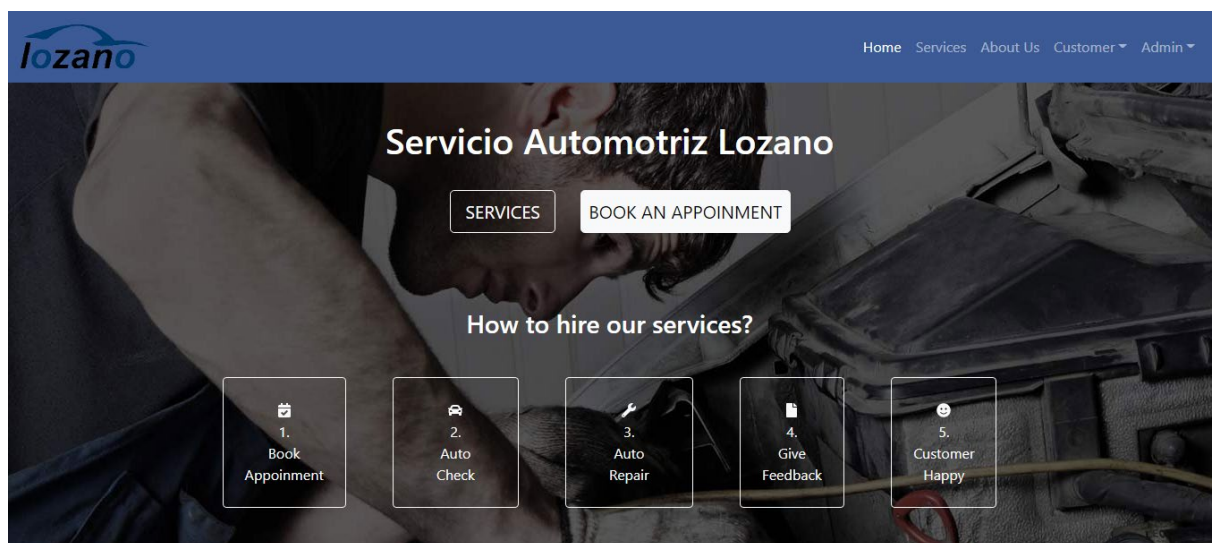 lozano
Home Services About Us Customer Admin
Servicio Automotriz Lozano
SERVICES
BOOK AN APPOINMENT
How to hire our services?
1.
Book
Appoinment
2.
Auto
Check
3.
Auto
Repair
4.
Give
Feedback
5.
Customer
Happy